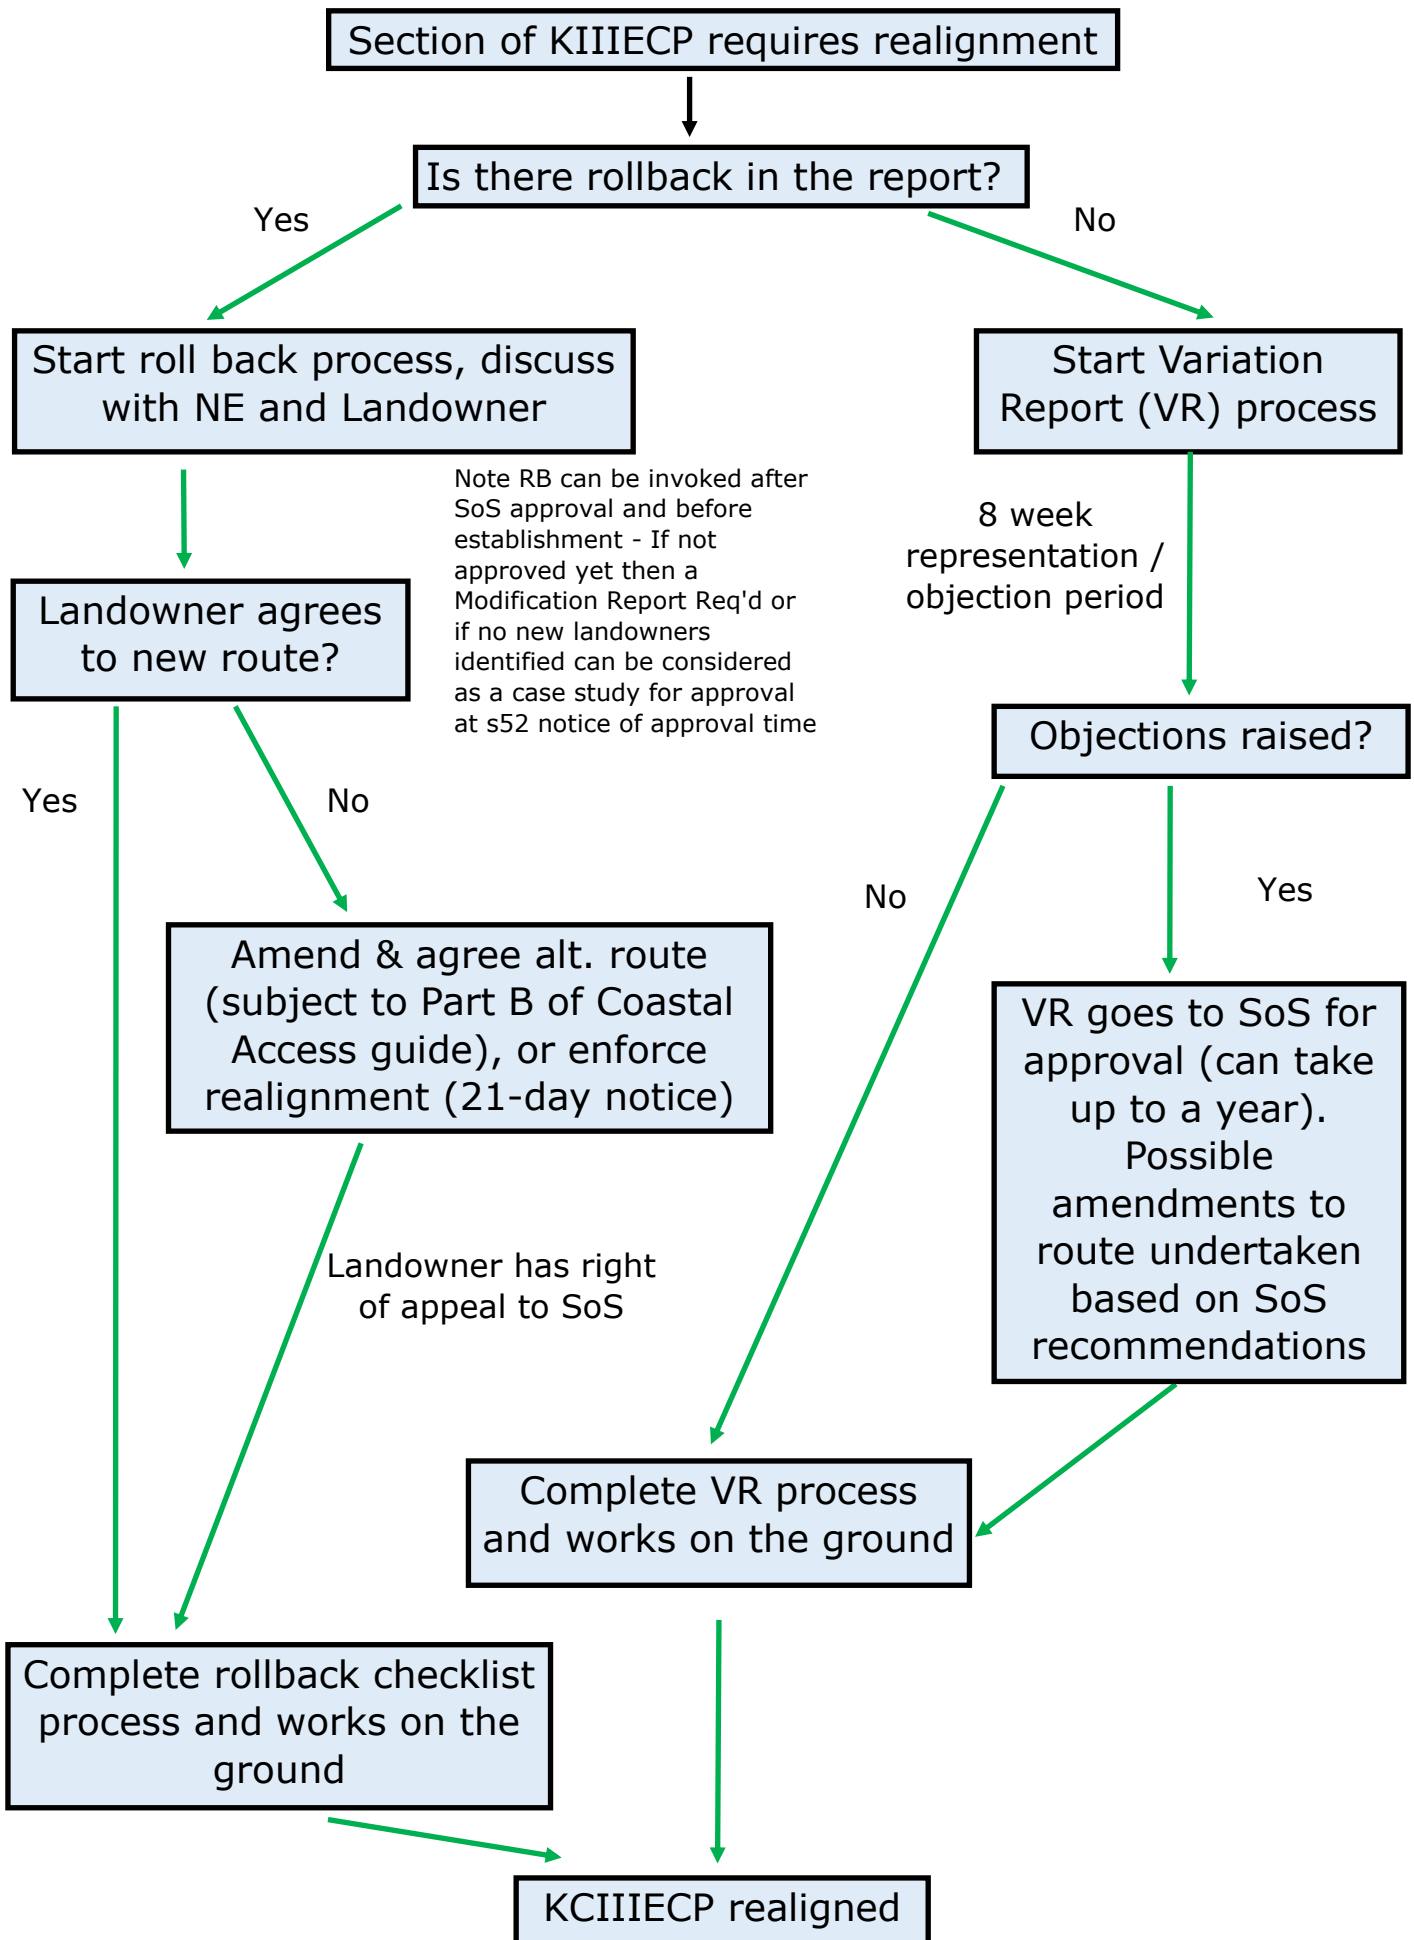 Section of KIIIECP requires realignment
Is there rollback in the report?
Yes
No
Start roll back process, discuss
with NE and Landowner
Start Variation
Report (VR) process
Note RB can be invoked after
SoS approval and before
establishment - If not
approved yet then a
Modification Report Req'd or
if no new landowners
identified can be considered
as a case study for approval
at s52 notice of approval time
8 week
representation /
objection period
Landowner agrees
to new route?
Objections raised?
Yes
No
No
Yes
Amend & agree alt. route
(subject to Part B of Coastal
Access guide), or enforce
realignment (21-day notice)
VR goes to SoS for
approval (can take
up to a year).
Possible
amendments to
route undertaken
based on SoS
recommendations
Landowner has right
of appeal to SoS
Complete VR process
and works on the ground
Complete rollback checklist
process and works on the
ground
KCIIIECP realigned